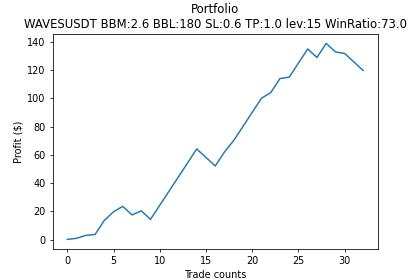 Portfolio
WAVESUSDT BBM:2.6 BBL:180 SL:0.6 TP:1.0 lev:15 WinRatio:73.0
140
120
100
80
60
40
20
0
Profit ($)
0 5 10 15 20 25 30
Trade counts